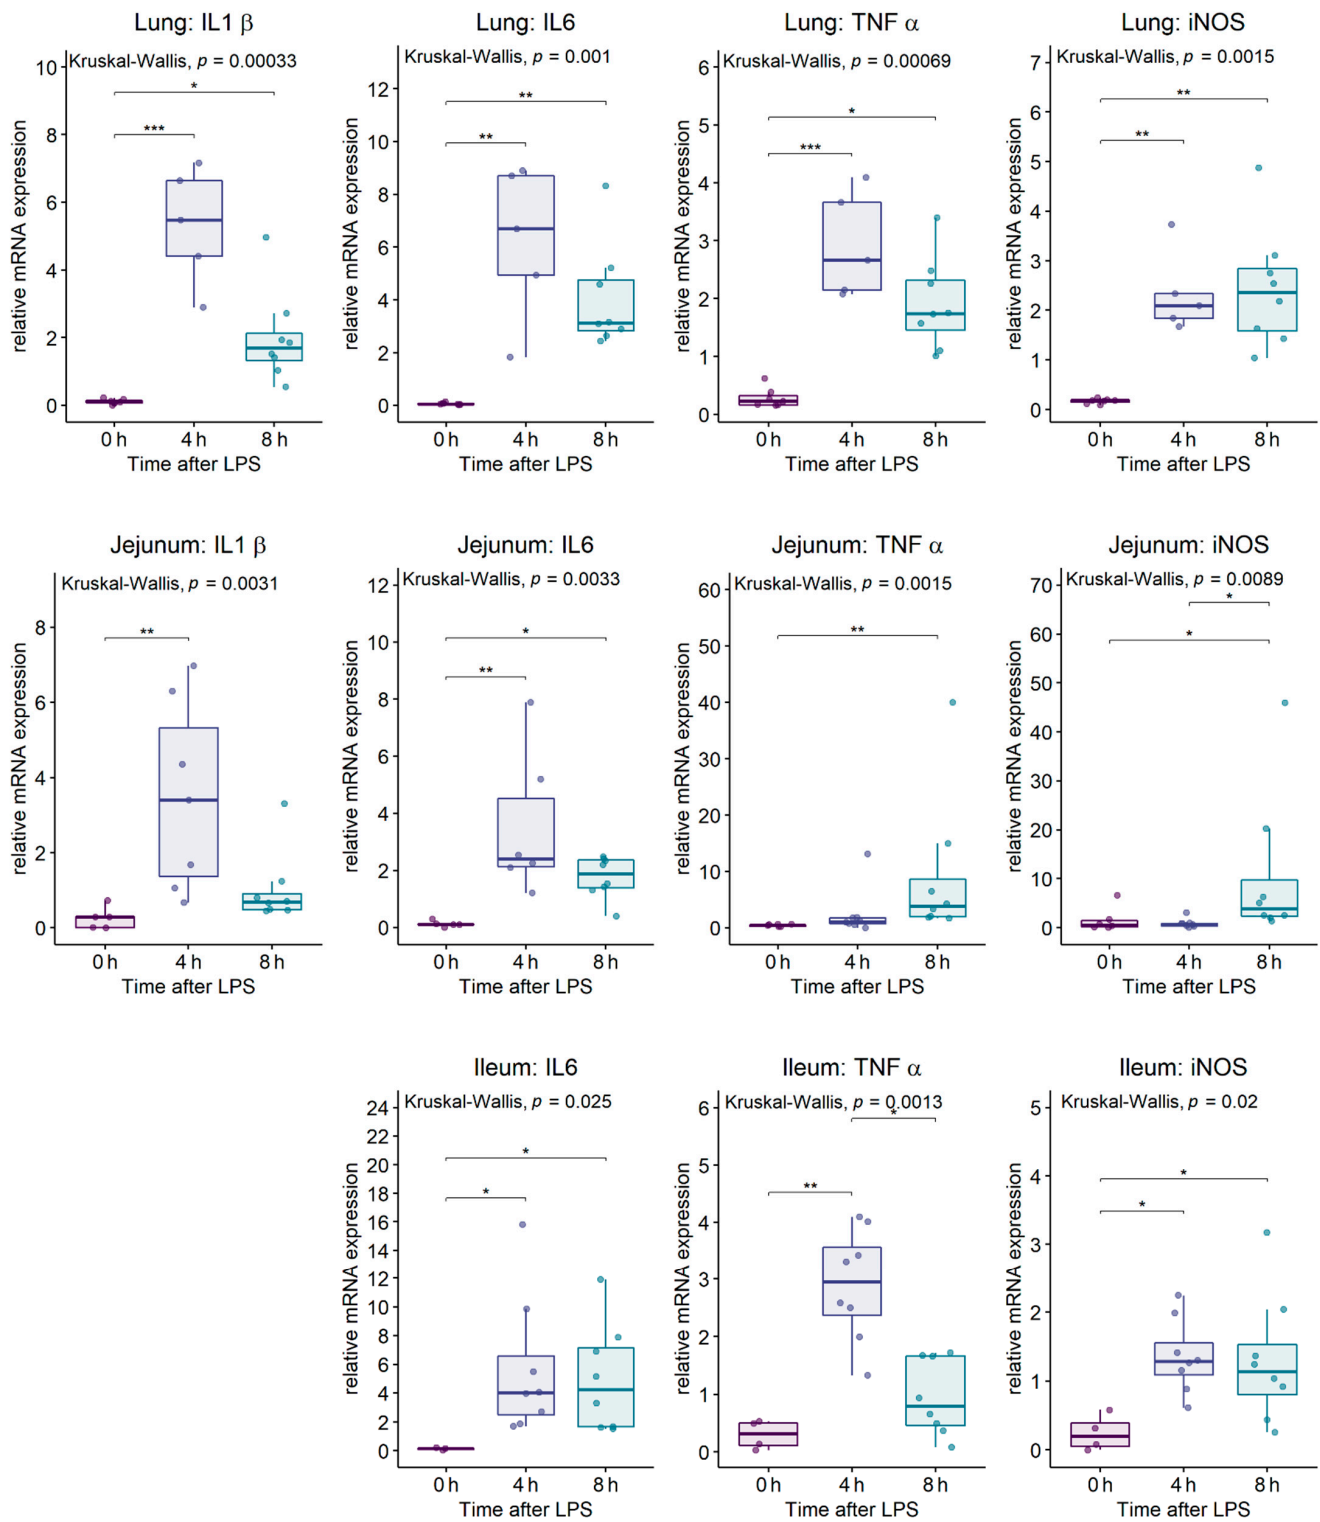 Lung: IL1 β
Kruskal-Wallis, p = 0.00033
relative mRNA expression
10
8
6
4
2
0
*
***
0 h 4 h 8 h
Time after LPS
Lung: IL6
Kruskal-Wallis, p = 0.001
relative mRNA expression
12
10
8
6
4
2
0
**
**
0 h 4 h 8 h
Time after LPS
Lung: TNF α
Kruskal-Wallis, p = 0.00069
relative mRNA expression
6
5
4
3
2
1
0
*
***
0 h 4 h 8 h
Time after LPS
Lung: iNOS
Kruskal-Wallis, p = 0.0015
relative mRNA expression
7
6
5
4
3
2
1
0
**
**
0 h 4 h 8 h
Time after LPS
Jejunum: IL1 β
Kruskal-Wallis, p = 0.0031
relative mRNA expression
8
6
4
2
0
**
0 h 4 h 8 h
Time after LPS
Jejunum: IL6
Kruskal-Wallis, p = 0.0033
relative mRNA expression
12
10
8
6
4
2
0
*
**
0 h 4 h 8 h
Time after LPS
Jejunum: TNF α
Kruskal-Wallis, p = 0.0015
relative mRNA expression
60
50
40
30
20
10
0
**
0 h 4 h 8 h
Time after LPS
Jejunum: iNOS
Kruskal-Wallis, p = 0.0089
relative mRNA expression
70
60
50
40
30
20
10
0
*
*
0 h 4 h 8 h
Time after LPS
Ileum: IL6
Kruskal-Wallis, p = 0.025
relative mRNA expression
24
22
20
18
16
14
12
10
8
6
4
2
0
*
*
0 h 4 h 8 h
Time after LPS
Ileum: TNF α
Kruskal-Wallis, p = 0.0013
relative mRNA expression
6
5
4
3
2
1
0
*
**
0 h 4 h 8 h
Time after LPS
Ileum: iNOS
Kruskal-Wallis, p = 0.02
relative mRNA expression
5
4
3
2
1
0
*
*
0 h 4 h 8 h
Time after LPS